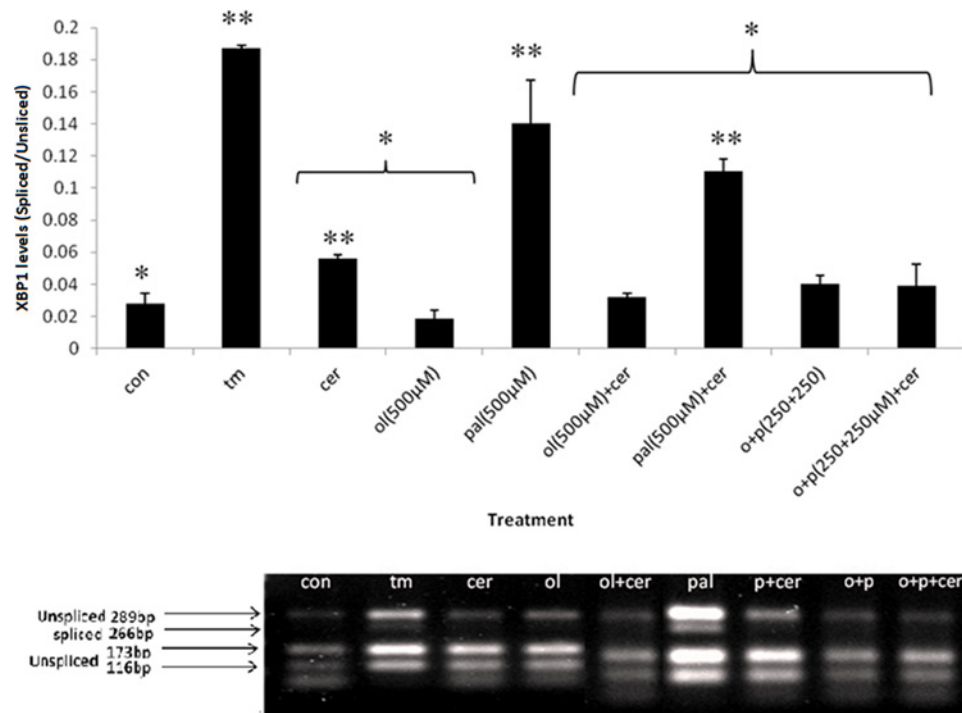 XBP1 levels (Spliced/Unsliced)
0.2
0.18
0.16
0.14
0.12
0.1
0.08
0.06
0.04
0.02
0
*
**
**
*
**
**
*
con
tm
cer
ol(500µM)
pal(500µM)
ol(500µM)+cer
pal(500µM)+cer
o+p(250+250)
o+p(250+250µM)+cer
Treatment
con tm cer ol ol+cer pal p+cer o+p o+p+cer
Unspliced 289bp
spliced 266bp
173bp
Unspliced
116bp